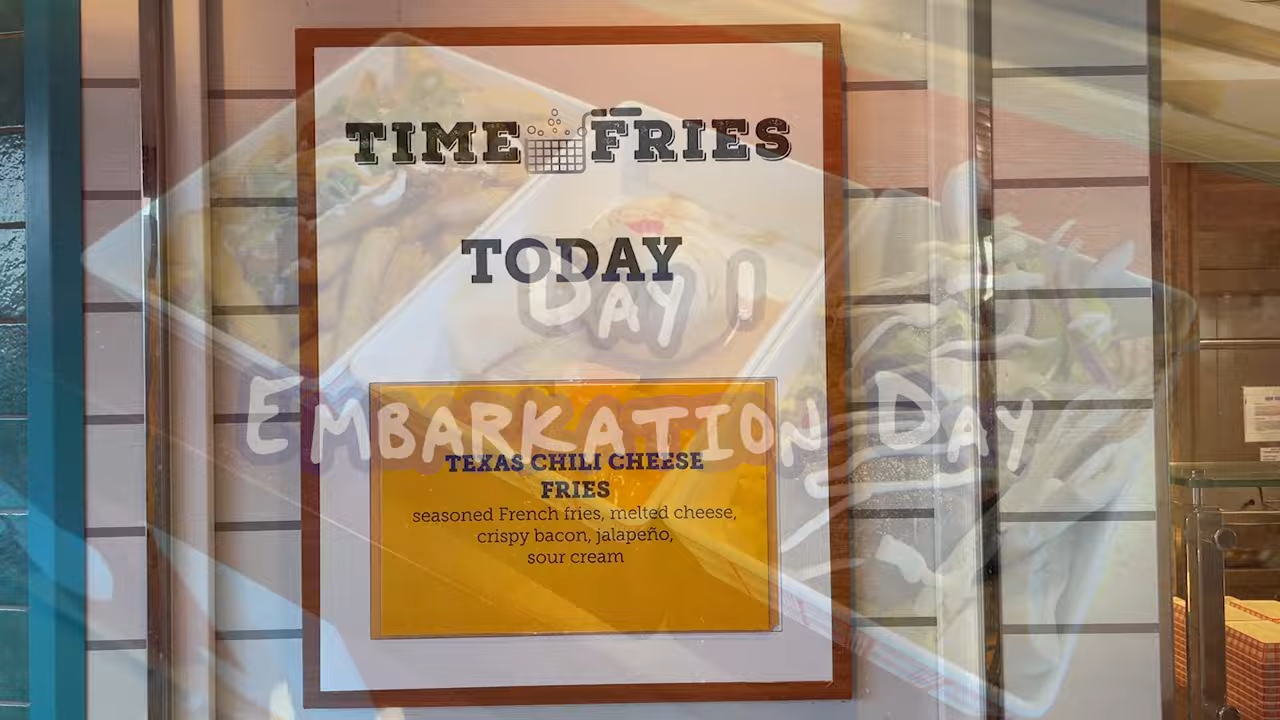 TIME FRIES
TODAY
DAY 1
EMBARKATION DAY
TEXAS CHILI CHEESE
FRIES
seasoned French fries, melted cheese,
crispy bacon, jalapeño,
sour cream